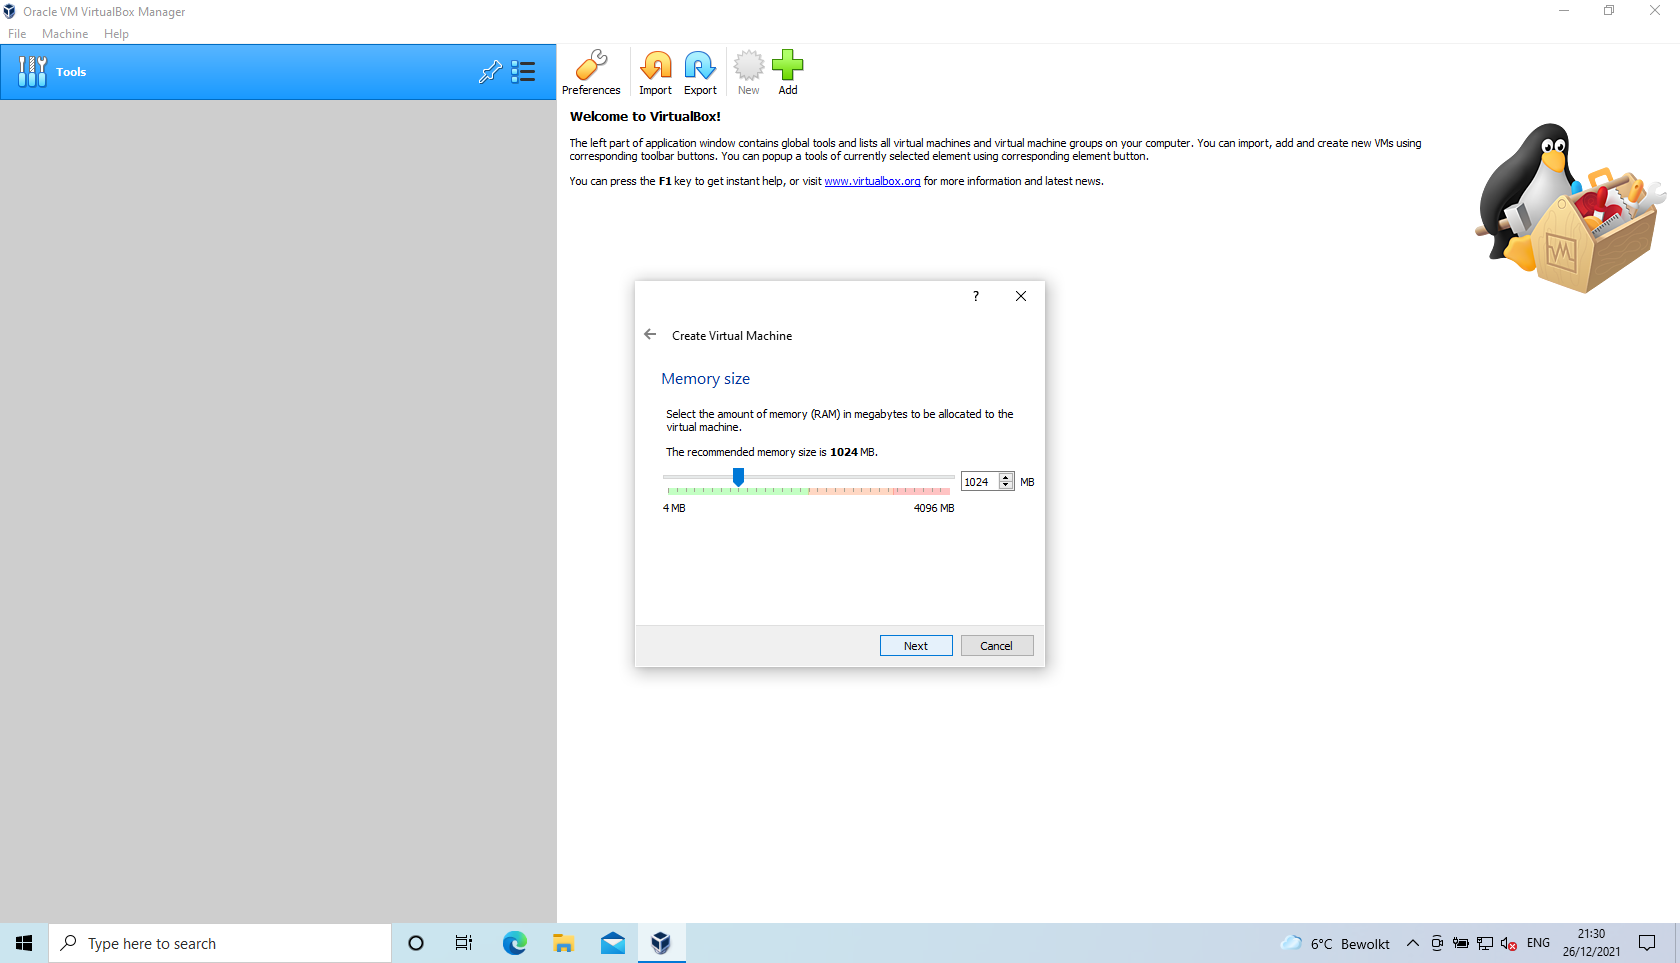 Oracle VM VirtualBox Manager
File Machine Help
Tools
Preferences Import Export New Add
Welcome to VirtualBox!
The left part of application window contains global tools and lists all virtual machines and virtual machine groups on your computer. You can import, add and create new VMs using
corresponding toolbar buttons. You can popup a tools of currently selected element using corresponding element button.
You can press the F1 key to get instant help, or visit www.virtualbox.org for more information and latest news.
?
Create Virtual Machine
Memory size
Select the amount of memory (RAM) in megabytes to be allocated to the
virtual machine.
The recommended memory size is 1024 MB.
1024 MB
4 MB 4096 MB
Next Cancel
Type here to search
6°C Bewolkt
ENG
21:30
26/12/2021